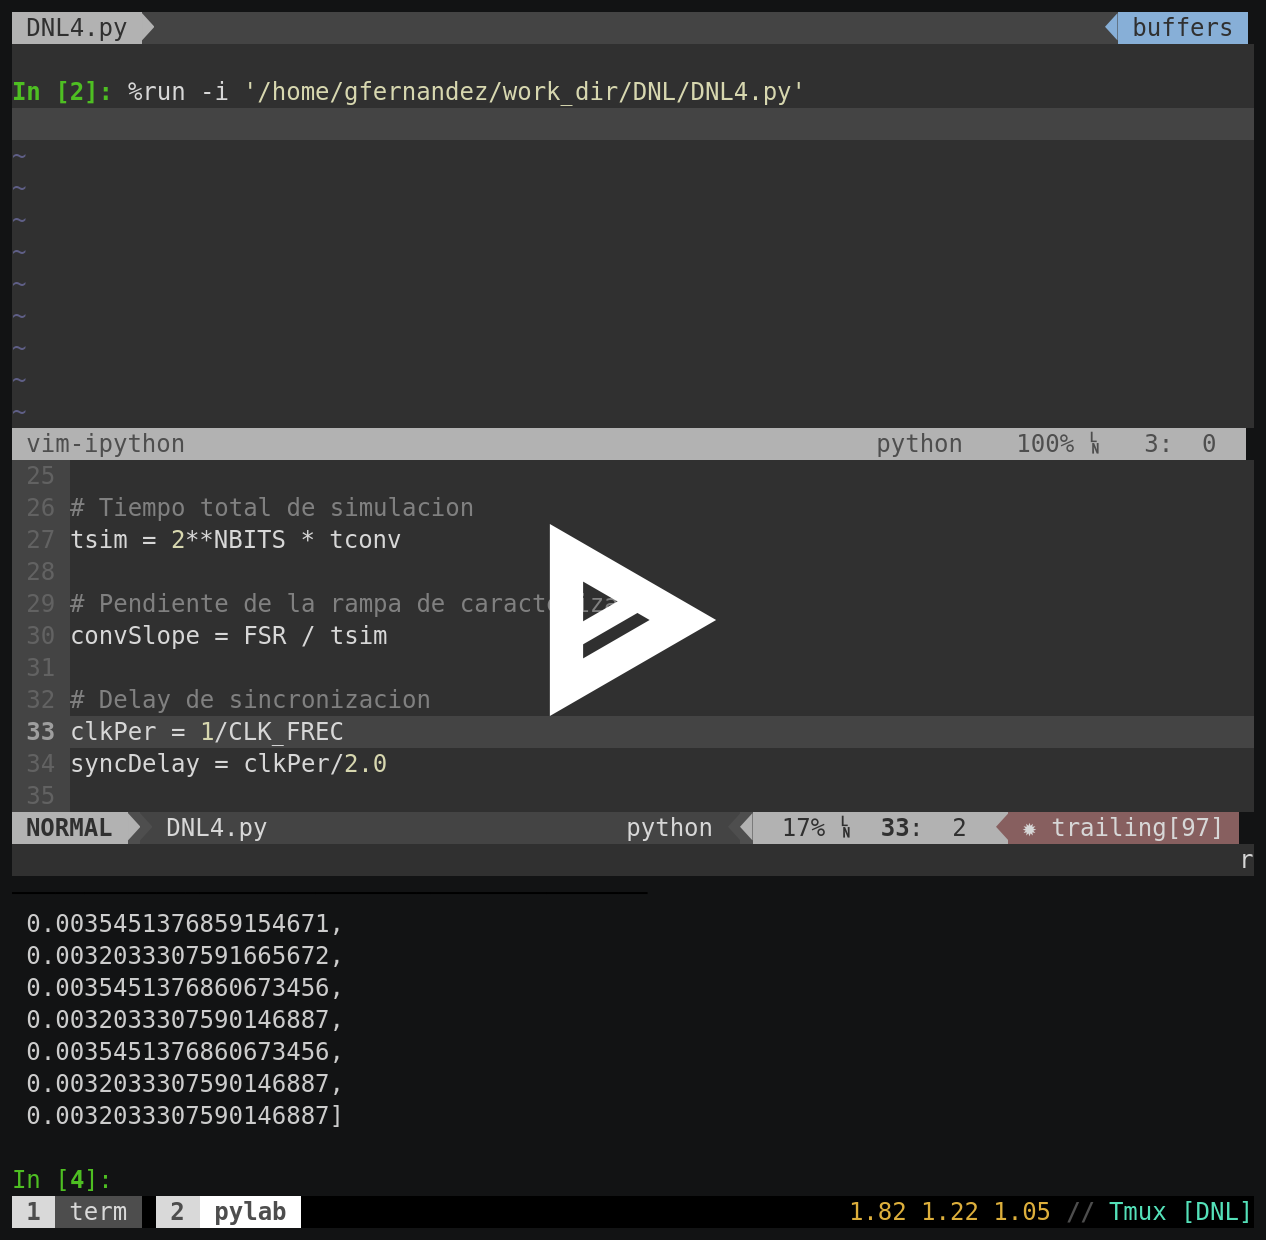 DNL4.py buffers
In [2]: %run -i '/home/gfernandez/work_dir/DNL/DNL4.py'
~
~
~
~
~
~
~
~
~
vim-ipython python 100% ␤ 3: 0
25
26 # Tiempo total de simulacion
27 tsim = 2**NBITS * tconv
28
29 # Pendiente de la rampa de
30 convSlope = FSR / tsim
31
32 # Delay de sincronizacion
33 clkPer = 1/CLK_FREC
34 syncDelay = clkPer/2.0
35
NORMAL DNL4.py python 17% ␤ 33: 2 ✹ trailing[97]
r
0.0035451376859154671,
0.0032033307591665672,
0.0035451376860673456,
0.0032033307590146887,
0.0035451376860673456,
0.0032033307590146887,
0.0032033307590146887]
In [4]:
1 term 2 pylab 1.82 1.22 1.05 // Tmux [DNL]